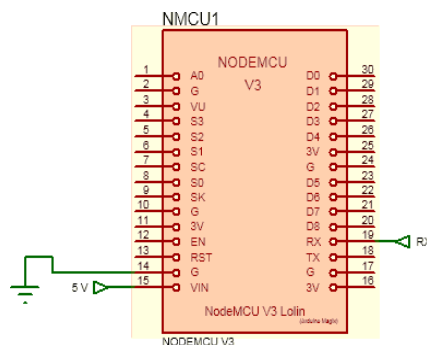 NMCU1
NODEMCU
V3
1 A0 D0 30
2 G D1 29
3 VU D2 28
4 S3 D3 27
5 S2 D4 26
6 S1 3V 25
7 SC G 24
8 S0 D5 23
9 SK D6 22
10 G D7 21
11 3V D8 20
12 EN RX 19 RX
13 RST TX 18
14 G G 17
5 V 15 VIN 3V 16
NodeMCU V3 Lolin
(Arduino Magix)
NODEMCU V3